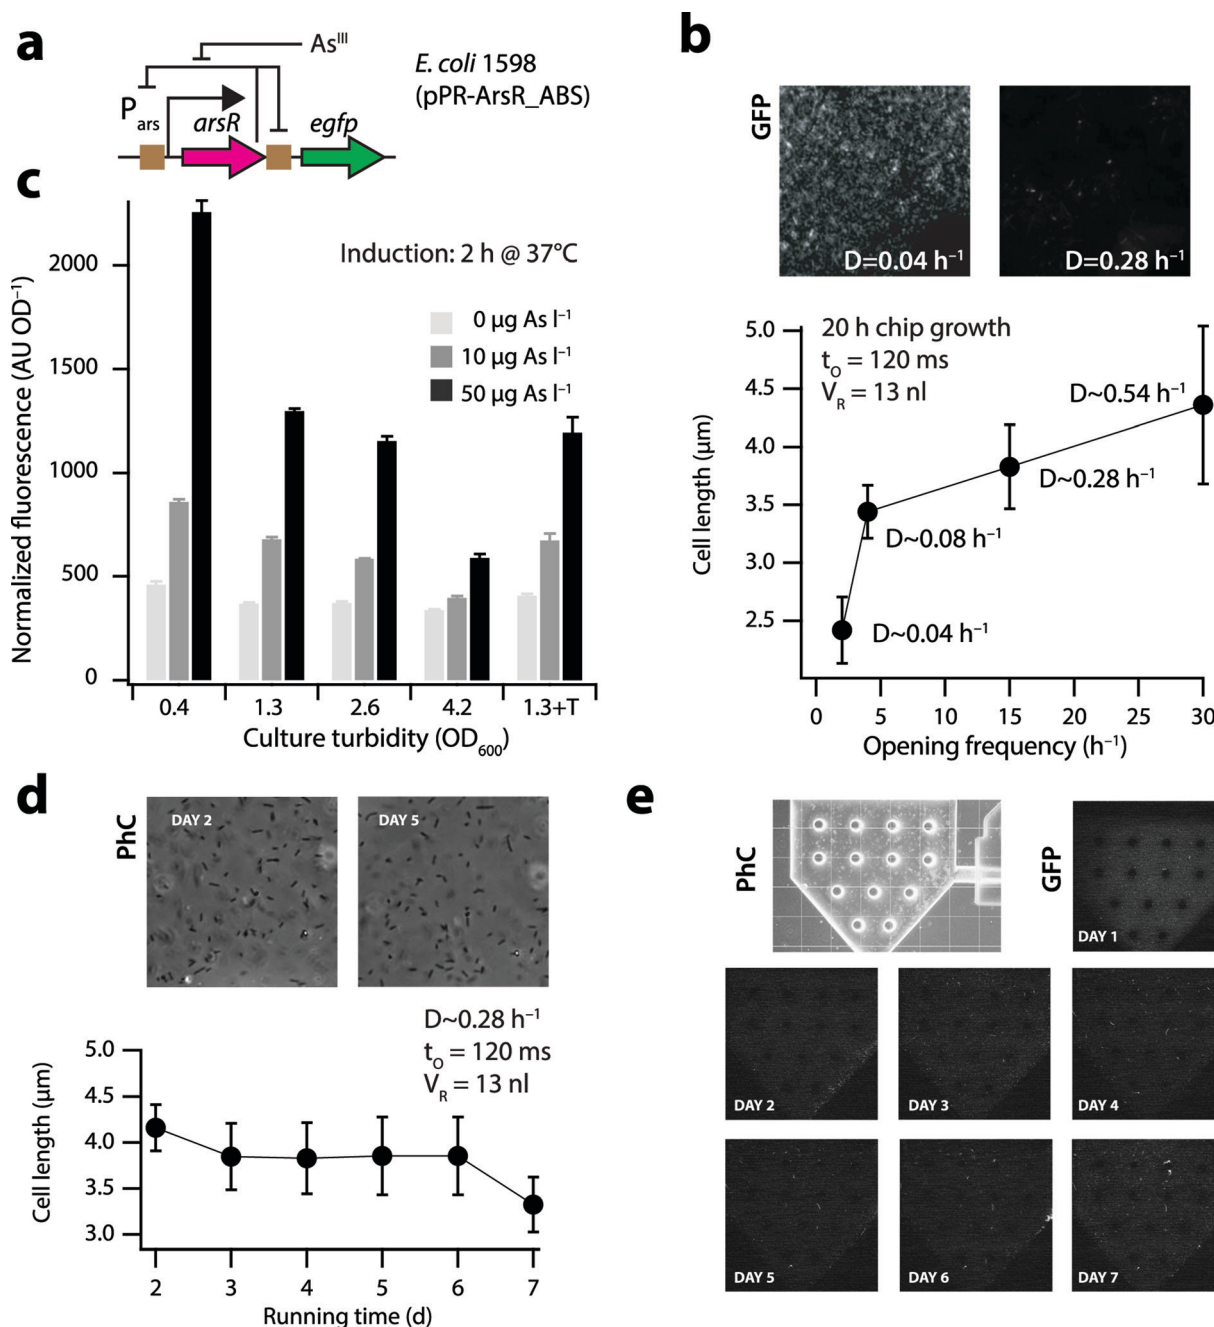 a
As^III
E. coli 1598
(pPR-ArsR_ABS)
P_ars
arsR
egfp
b
GFP
D=0.04 h⁻¹
D=0.28 h⁻¹
20 h chip growth
t_O = 120 ms
V_R = 13 nl
D~0.54 h⁻¹
D~0.28 h⁻¹
D~0.08 h⁻¹
D~0.04 h⁻¹
Cell length (µm)
5.0
4.5
4.0
3.5
3.0
2.5
0 5 10 15 20 25 30
Opening frequency (h⁻¹)
c
Induction: 2 h @ 37°C
0 µg As l⁻¹
10 µg As l⁻¹
50 µg As l⁻¹
Normalized fluorescence (AU OD⁻¹)
2000
1500
1000
500
0
0.4 1.3 2.6 4.2 1.3+T
Culture turbidity (OD₆₀₀)
d
PhC
DAY 2
DAY 5
D~0.28 h⁻¹
t_O = 120 ms
V_R = 13 nl
Cell length (µm)
5.0
4.5
4.0
3.5
3.0
2 3 4 5 6 7
Running time (d)
e
PhC
GFP
DAY 1
DAY 2
DAY 3
DAY 4
DAY 5
DAY 6
DAY 7